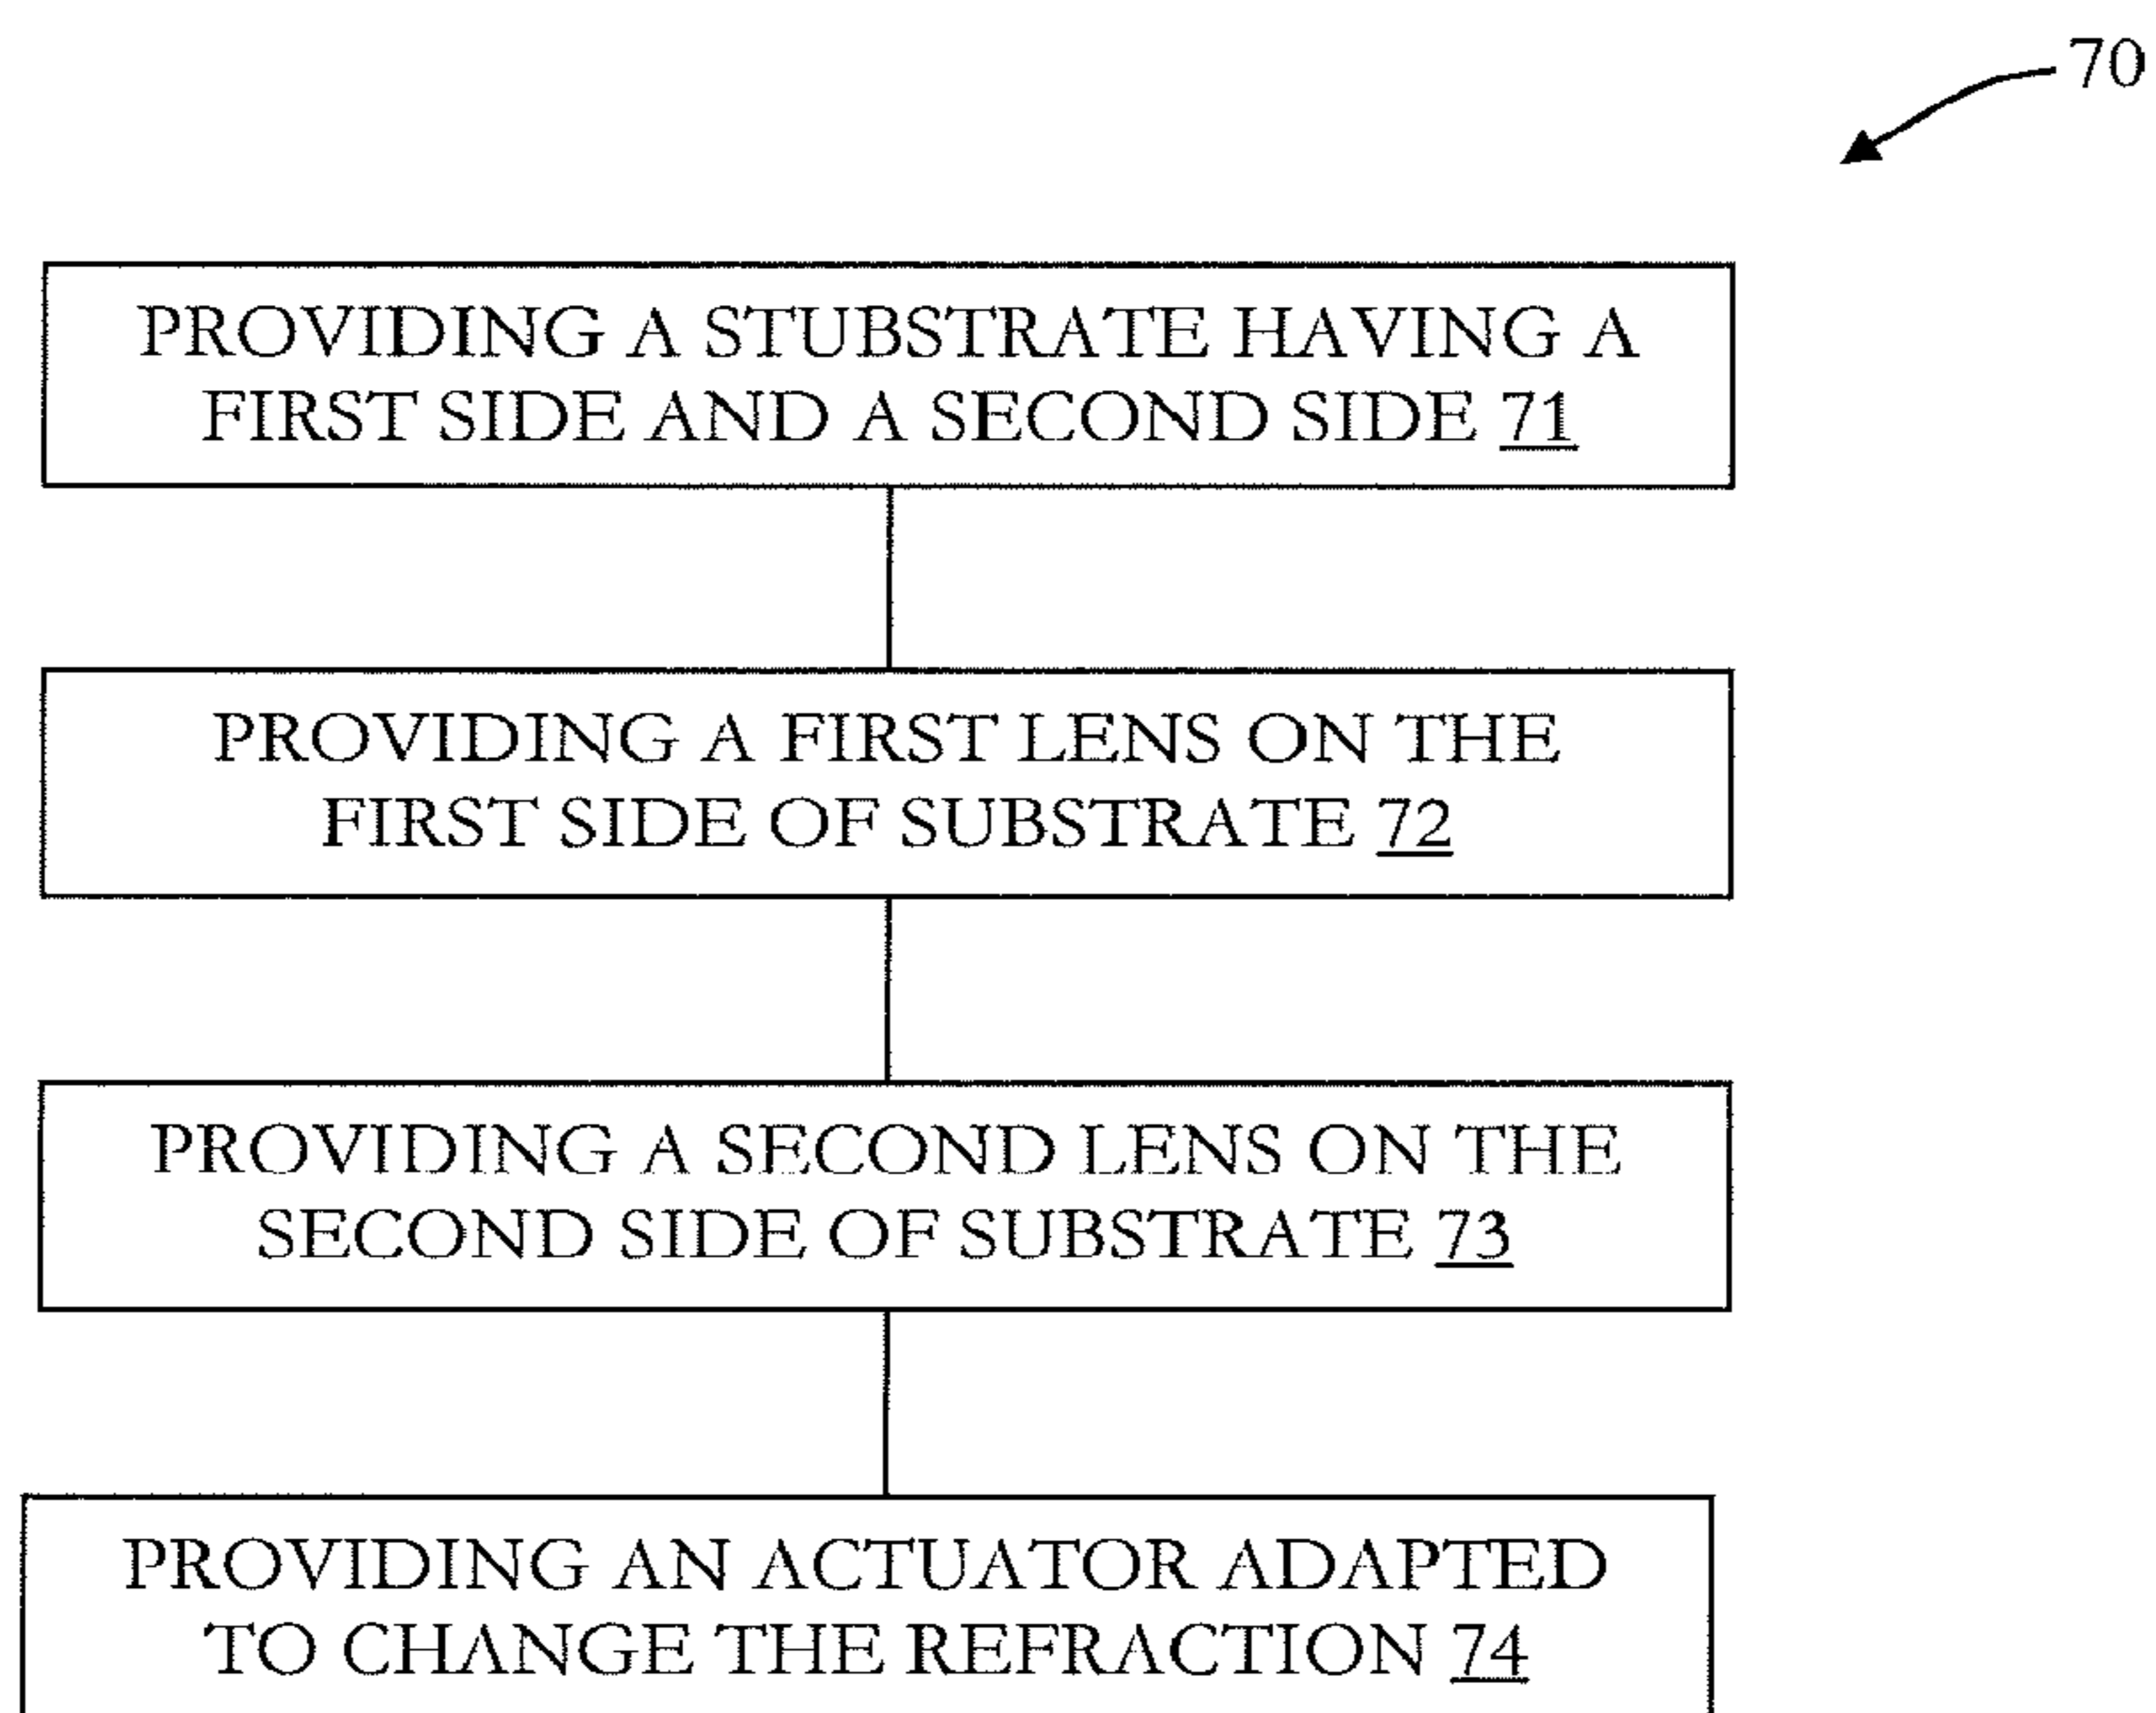 70
PROVIDING A STUBSTRATE HAVING A
FIRST SIDE AND A SECOND SIDE 71
PROVIDING A FIRST LENS ON THE
FIRST SIDE OF SUBSTRATE 72
PROVIDING A SECOND LENS ON THE
SECOND SIDE OF SUBSTRATE 73
PROVIDING AN ACTUATOR ADAPTED
TO CHANGE THE REFRACTION 74